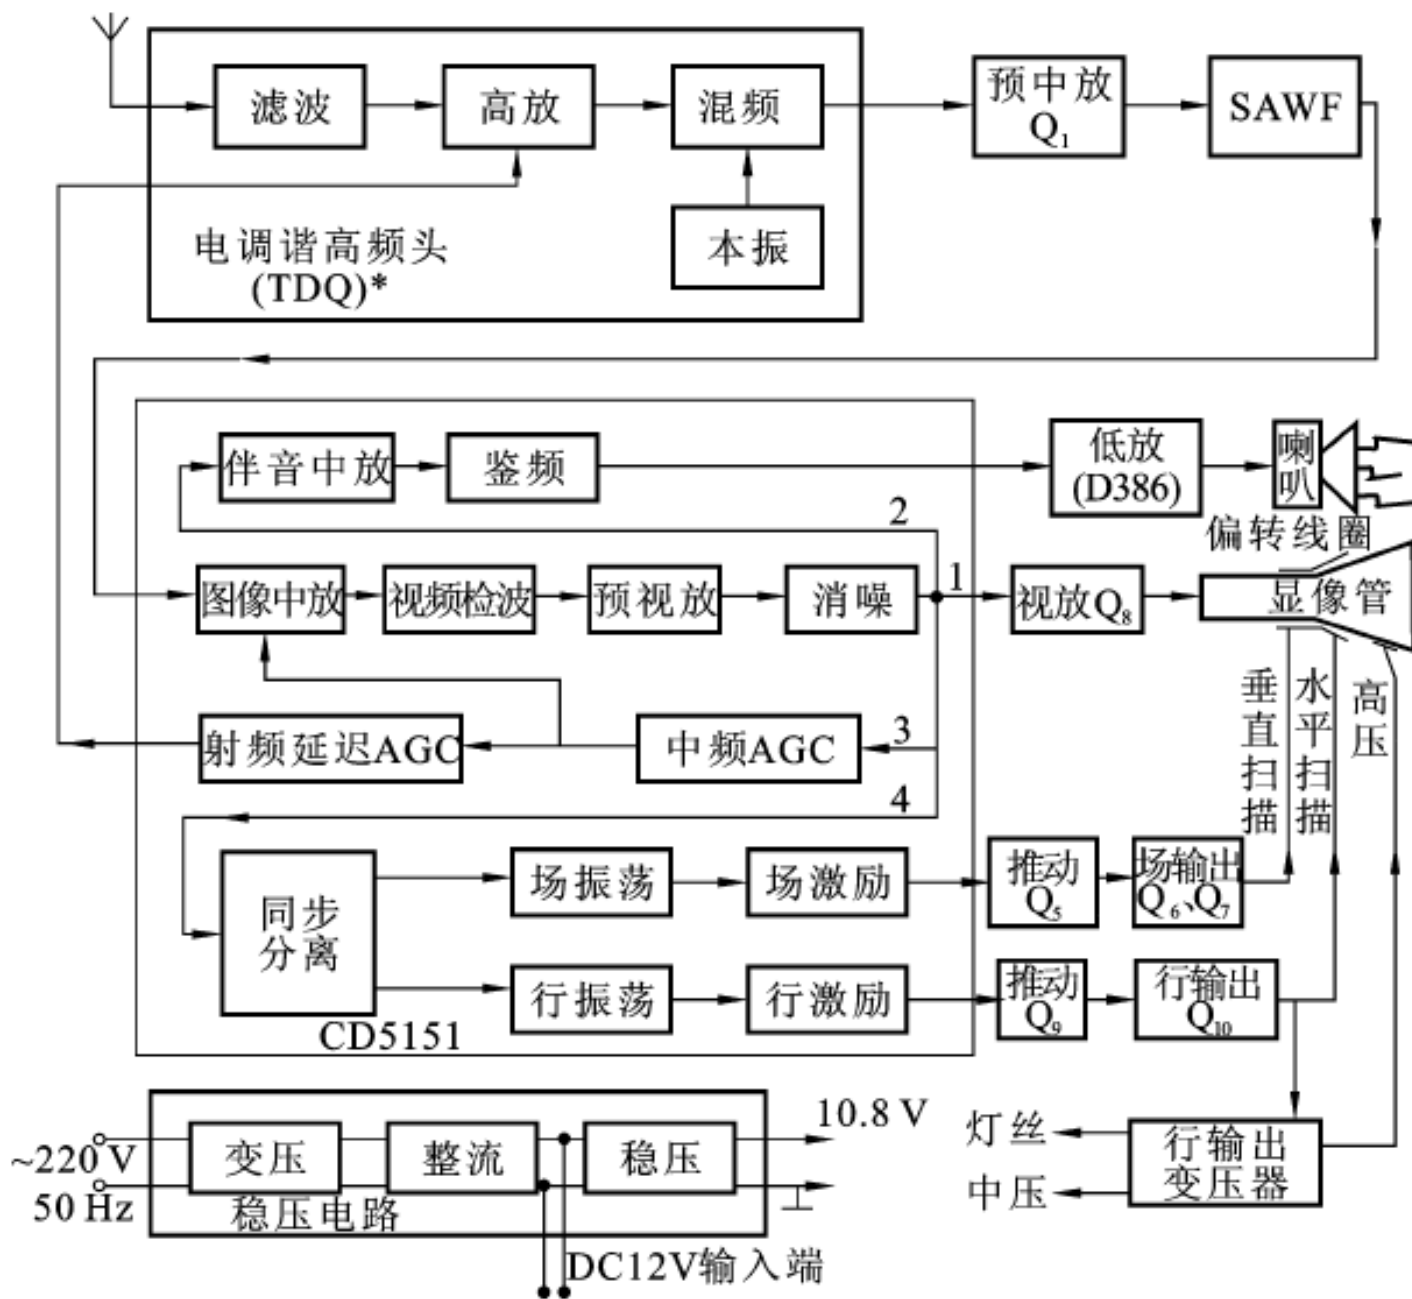 滤波
高放
混频
预中放
Q₁
SAWF
电调谐高频头
(TDQ)*
本振
伴音中放
鉴频
低放
(D386)
喇
叭
2
偏转线圈
图像中放
视频检波
预视放
消噪
1
视放Q₈
显像管
射频延迟AGC
中频AGC
3
垂直扫描
水平扫描
高压
4
同步
分离
场振荡
场激励
推动
Q₅
场输出
Q₆、Q₇
行振荡
行激励
推动
Q₉
行输出
Q₁₀
CD5151
~220 V
50 Hz
变压
整流
稳压
10.8 V
稳压电路
DC12V输入端
灯丝
中压
行输出
变压器